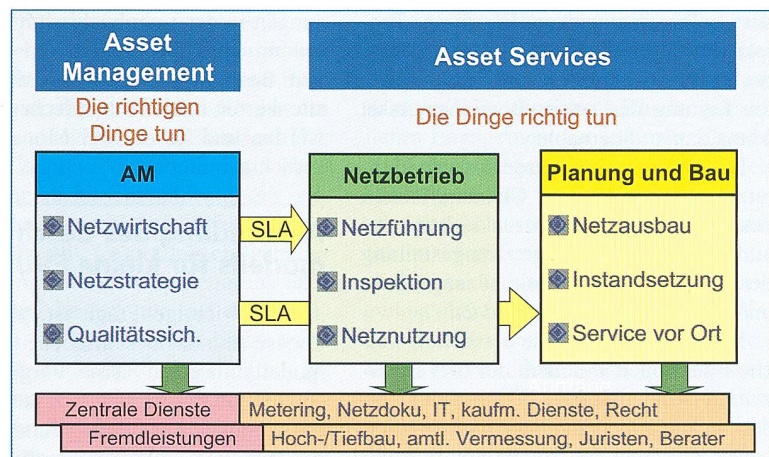 Asset
Management
Asset Services
Die richtigen
Dinge tun
Die Dinge richtig tun
AM
Netzwirtschaft
Netzstrategie
Qualitätssich.
SLA
SLA
Netzbetrieb
Netzführung
Inspektion
Netznutzung
Planung und Bau
Netzausbau
Instandsetzung
Service vor Ort
Zentrale Dienste
Metering, Netzdoku, IT, kaufm. Dienste, Recht
Fremdleistungen
Hoch-/Tiefbau, amtl. Vermessung, Juristen, Berater